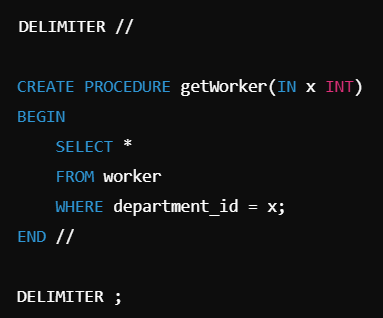 DELIMITER //
CREATE PROCEDURE getWorker(IN x INT)
BEGIN
    SELECT *
    FROM worker
    WHERE department_id = x;
END //
DELIMITER ;